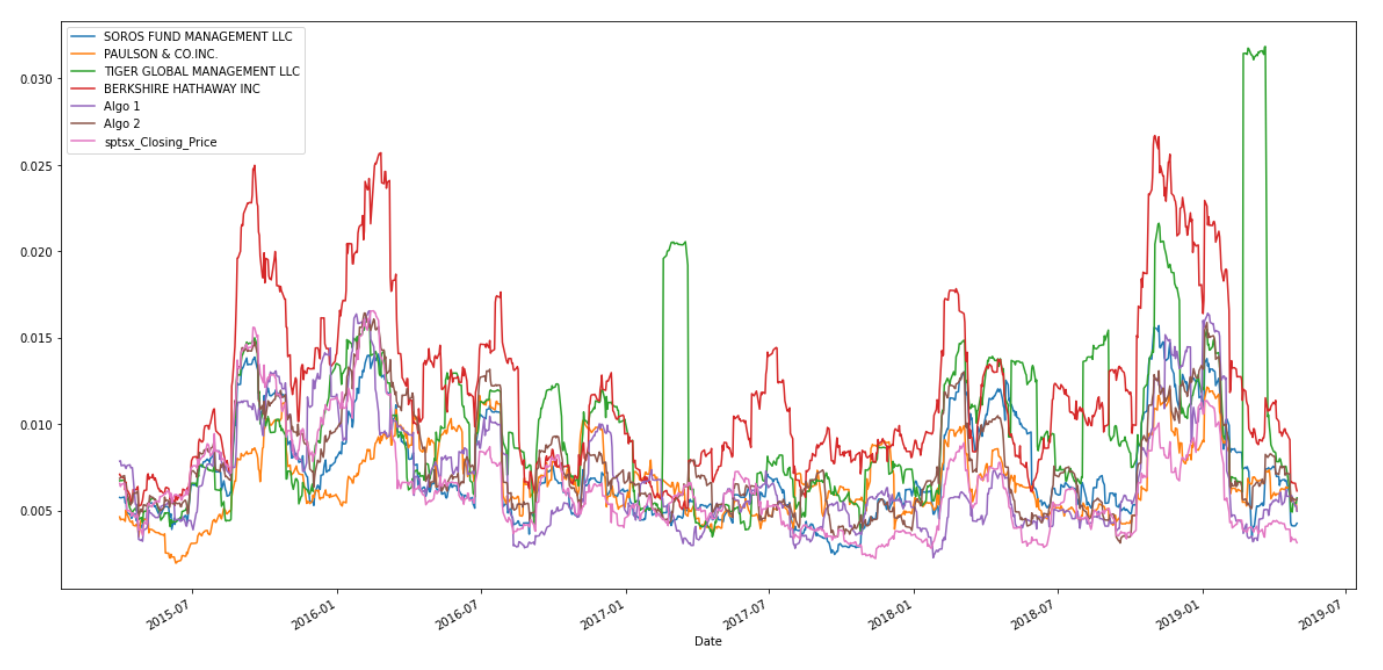 SOROS FUND MANAGEMENT LLC
PAULSON & CO.INC.
TIGER GLOBAL MANAGEMENT LLC
BERKSHIRE HATHAWAY INC
Algo 1
Algo 2
sptsx_Closing_Price
0.030
0.025
0.020
0.015
0.010
0.005
2015-07
2016-01
2016-07
2017-01
2017-07
2018-01
2018-07
2019-01
2019-07
Date